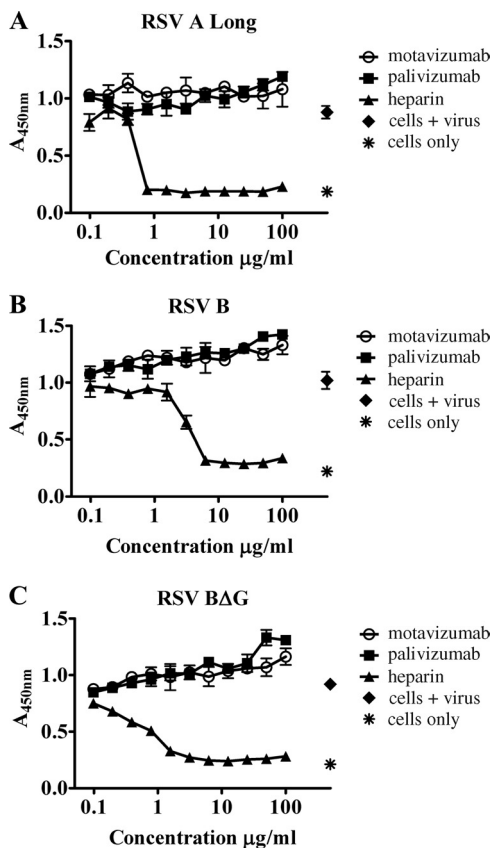 A
RSV A Long
1.5
1.0
0.5
0.0
A450nm
0.1
1
10
100
Concentration μg/ml
motavizumab
palivizumab
heparin
cells + virus
cells only
B
RSV B
1.5
1.0
0.5
0.0
A450nm
0.1
1
10
100
Concentration μg/ml
motavizumab
palivizumab
heparin
cells + virus
cells only
C
RSV BΔG
1.5
1.0
0.5
0.0
A450nm
0.1
1
10
100
Concentration μg/ml
motavizumab
palivizumab
heparin
cells + virus
cells only